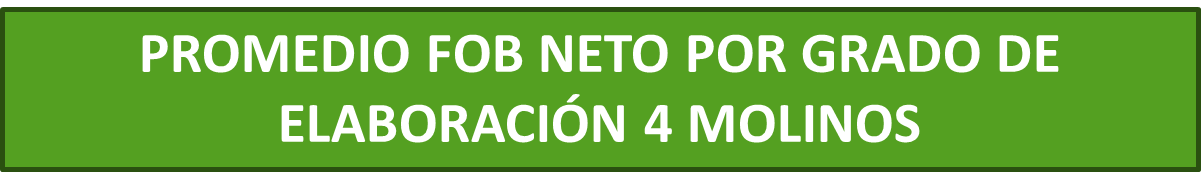 PROMEDIO FOB NETO POR GRADO DE
ELABORACIÓN 4 MOLINOS